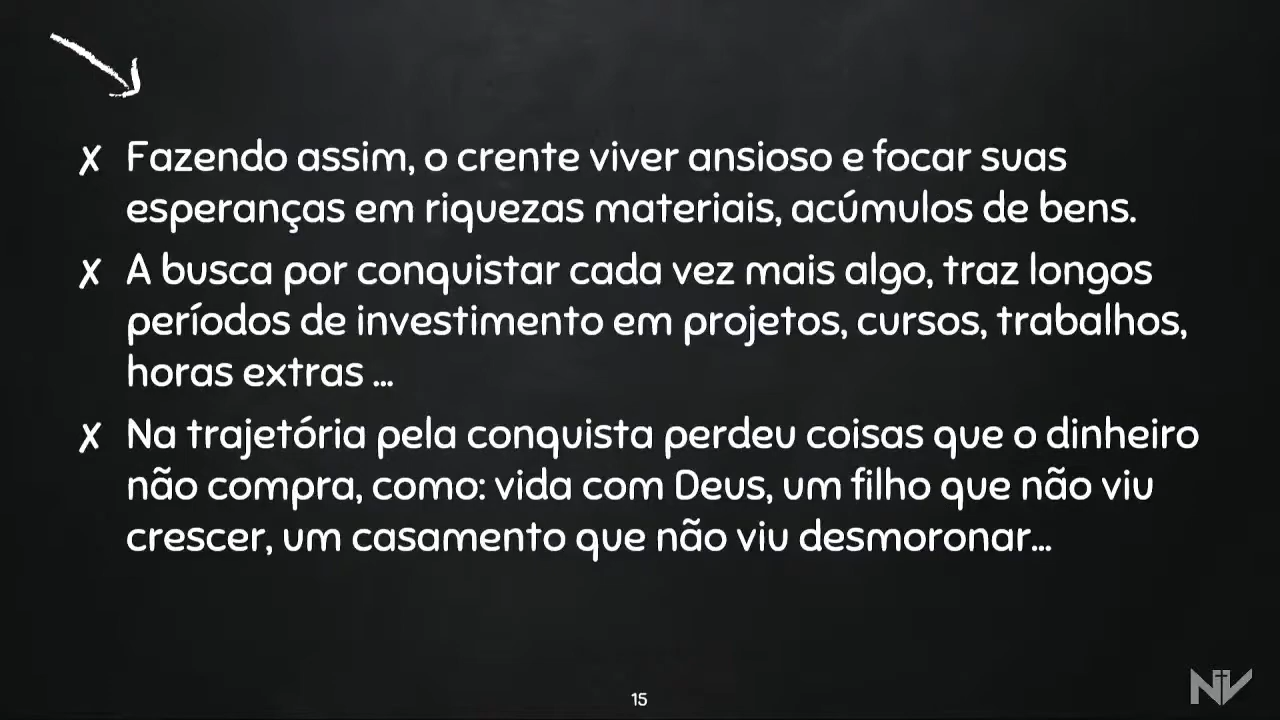 ✗ Fazendo assim, o crente viver ansioso e focar suas
esperanças em riquezas materiais, acúmulos de bens.
✗ A busca por conquistar cada vez mais algo, traz longos
períodos de investimento em projetos, cursos, trabalhos,
horas extras ...
✗ Na trajetória pela conquista perdeu coisas que o dinheiro
não compra, como: vida com Deus, um filho que não viu
crescer, um casamento que não viu desmoronar...
15
NV